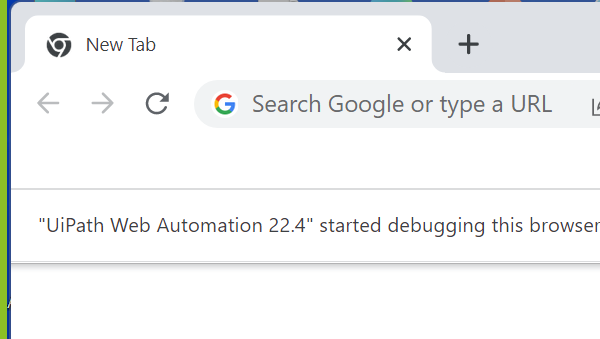 New Tab
Search Google or type a URL
"UiPath Web Automation 22.4" started debugging this browser